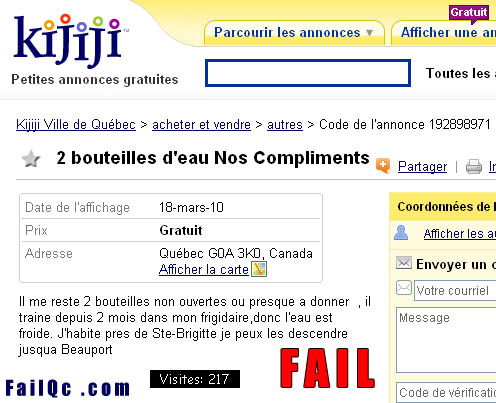 Gratuit
kijiji™
Parcourir les annonces ▼
Afficher une an
Petites annonces gratuites
Toutes les a
Kijiji Ville de Québec > acheter et vendre > autres > Code de l'annonce 192898971
2 bouteilles d'eau Nos Compliments
Partager | I
Date de l'affichage 18-mars-10
Prix Gratuit
Adresse Québec G0A 3K0, Canada
Afficher la carte
Coordonnées de l
Afficher les au
Envoyer un c
Votre courriel
Message
Code de vérificatio
Il me reste 2 bouteilles non ouvertes ou presque a donner , il
traine depuis 2 mois dans mon frigidaire,donc l'eau est
froide. J'habite pres de Ste-Brigitte je peux les descendre
jusqua Beauport
Visites: 217
FAIL
FailQc.com